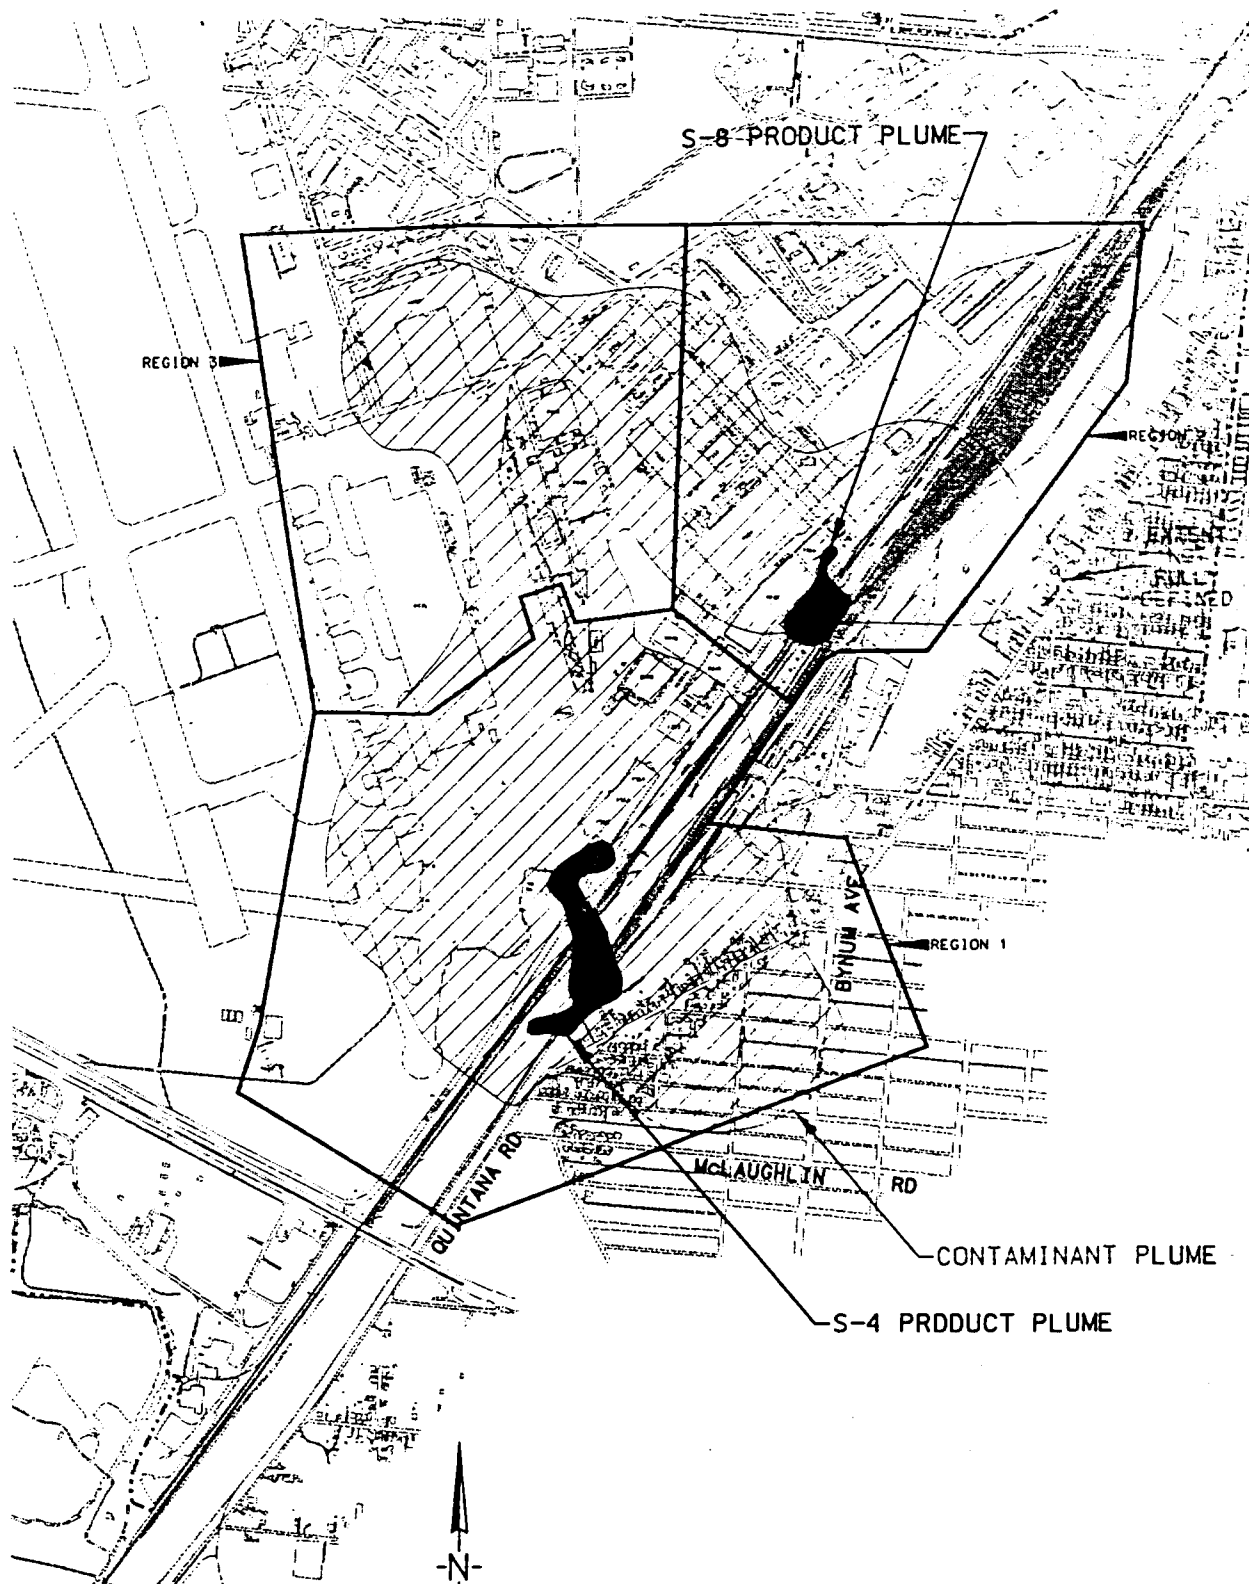 S-8 PRODUCT PLUME
REGION 3
REGION 2
EXTENT
FULLY
DEFINED
BYNUM AVE
REGION 1
QUINTANA RD
McLAUGHLIN RD
CONTAMINANT PLUME
S-4 PRODUCT PLUME
-N-